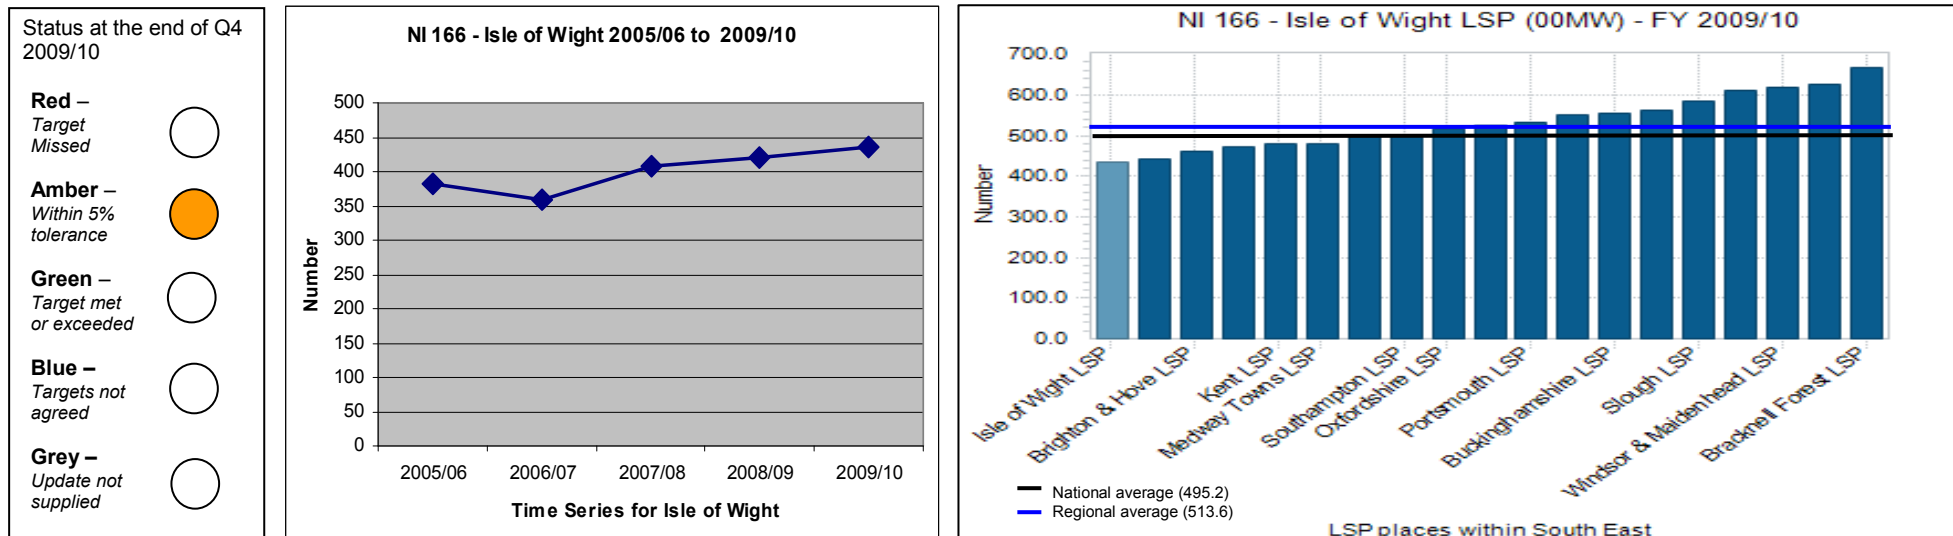 Status at the end of Q4
2009/10
Red –
Target
Missed
Amber –
Within 5%
tolerance
Green –
Target met
or exceeded
Blue –
Targets not
agreed
Grey –
Update not
supplied
NI 166 - Isle of Wight 2005/06 to 2009/10
Number
500
450
400
350
300
250
200
150
100
50
0
2005/06 2006/07 2007/08 2008/09 2009/10
Time Series for Isle of Wight
NI 166 - Isle of Wight LSP (00MW) - FY 2009/10
Number
700.0
600.0
500.0
400.0
300.0
200.0
100.0
0.0
Isle of Wight LSP
Brighton & Hove LSP
Kent LSP
Medway Towns LSP
Southampton LSP
Oxfordshire LSP
Portsmouth LSP
Buckinghamshire LSP
Slough LSP
Windsor & Maidenhead LSP
Bracknell Forrest LSP
National average (495.2)
Regional average (513.6)
LSP places within South East